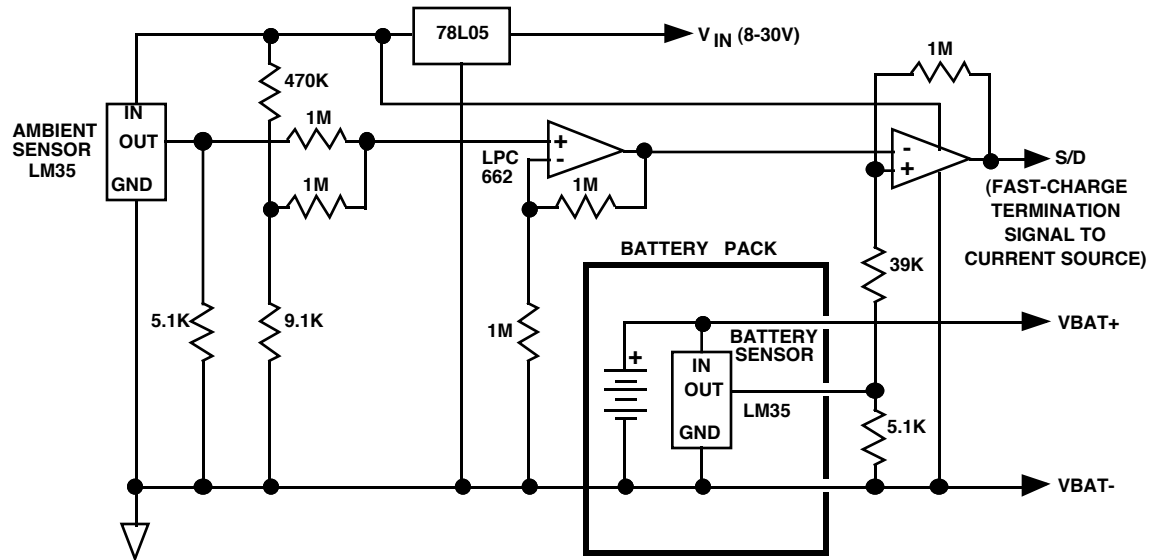 78L05
V IN (8-30V)
1M
470K
IN
OUT
GND
AMBIENT
SENSOR
LM35
1M
1M
LPC
662
+
-
1M
-
+
S/D
(FAST-CHARGE
TERMINATION
SIGNAL TO
CURRENT SOURCE)
BATTERY PACK
39K
5.1K
9.1K
1M
VBAT+
BATTERY
SENSOR
+
IN
OUT
GND
LM35
5.1K
VBAT-